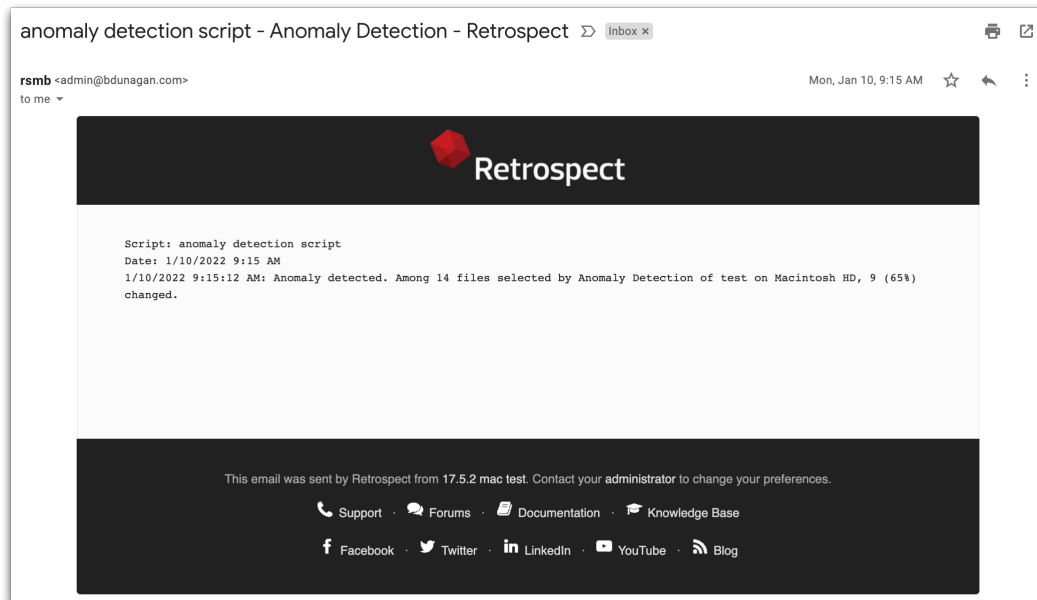 anomaly detection script - Anomaly Detection - Retrospect Inbox ×
rsmb <admin@bdunagan.com> Mon, Jan 10, 9:15 AM
to me
Retrospect
Script: anomaly detection script
Date: 1/10/2022 9:15 AM
1/10/2022 9:15:12 AM: Anomaly detected. Among 14 files selected by Anomaly Detection of test on Macintosh HD, 9 (65%)
changed.
This email was sent by Retrospect from 17.5.2 mac test. Contact your administrator to change your preferences.
Support · Forums · Documentation · Knowledge Base
Facebook · Twitter · LinkedIn · YouTube · Blog